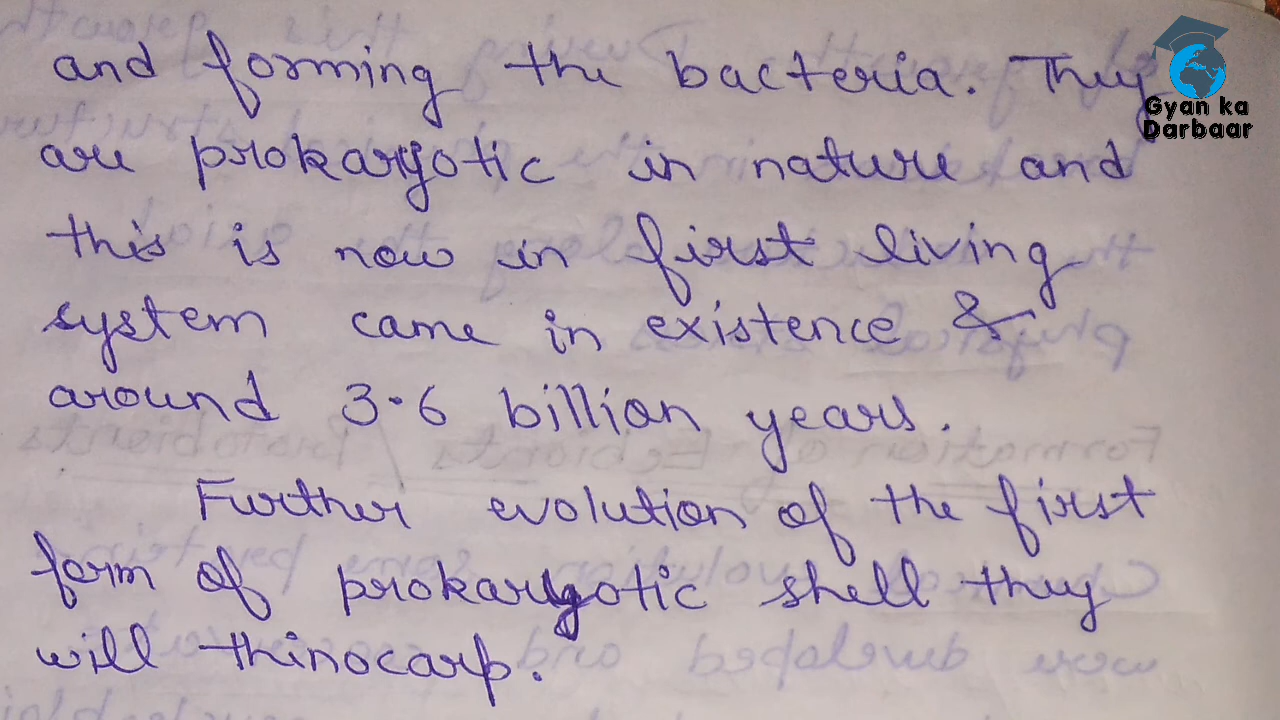 and forming the bacteria. They
are prokaryotic in nature and
this is now in first living
system came in existence &
around 3.6 billion years.
Further evolution of the first
form of prokaryotic shell they
will thinocarp.
Gyan ka
Darbaar